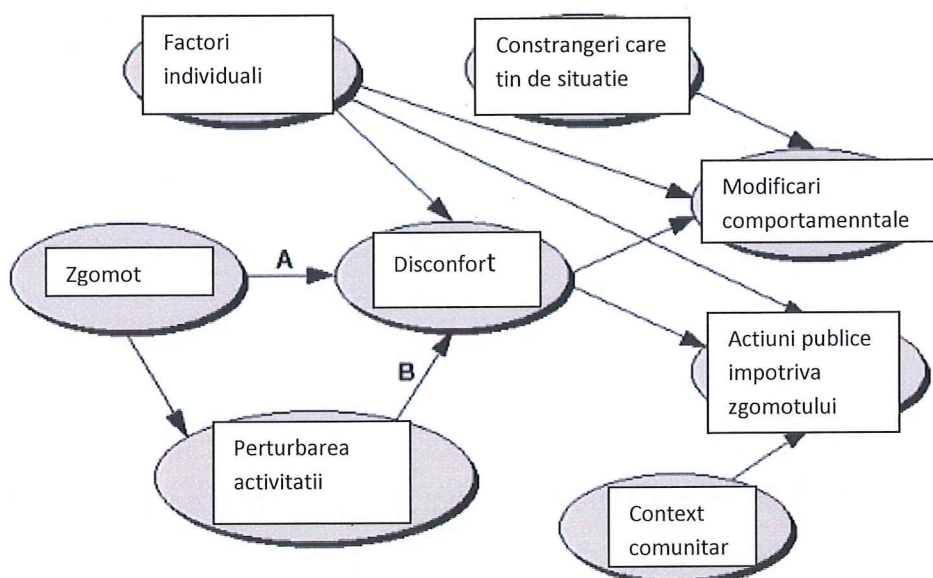 Factori
individuali
Constrangeri care
tin de situatie
Modificari
comportamenntale
Zgomot
A
Disconfort
B
Actiuni publice
impotriva
zgomotului
Perturbarea
activitatii
Context
comunitar